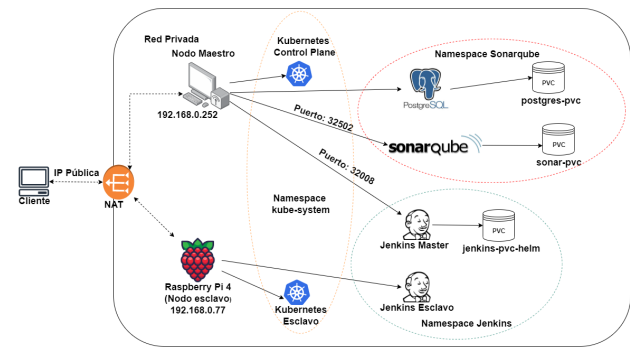 Red Privada
Nodo Maestro
192.168.0.252
Kubernetes
Control Plane
Namespace Sonarqube
PostgreSQL
PVC
postgres-pvc
Puerto: 32502
sonarqube
PVC
sonar-pvc
Puerto: 32008
IP Pública
Cliente
NAT
Namespace
kube-system
Jenkins Master
PVC
jenkins-pvc-helm
Raspberry Pi 4
(Nodo esclavo)
192.168.0.77
Kubernetes
Esclavo
Jenkins Esclavo
Namespace Jenkins